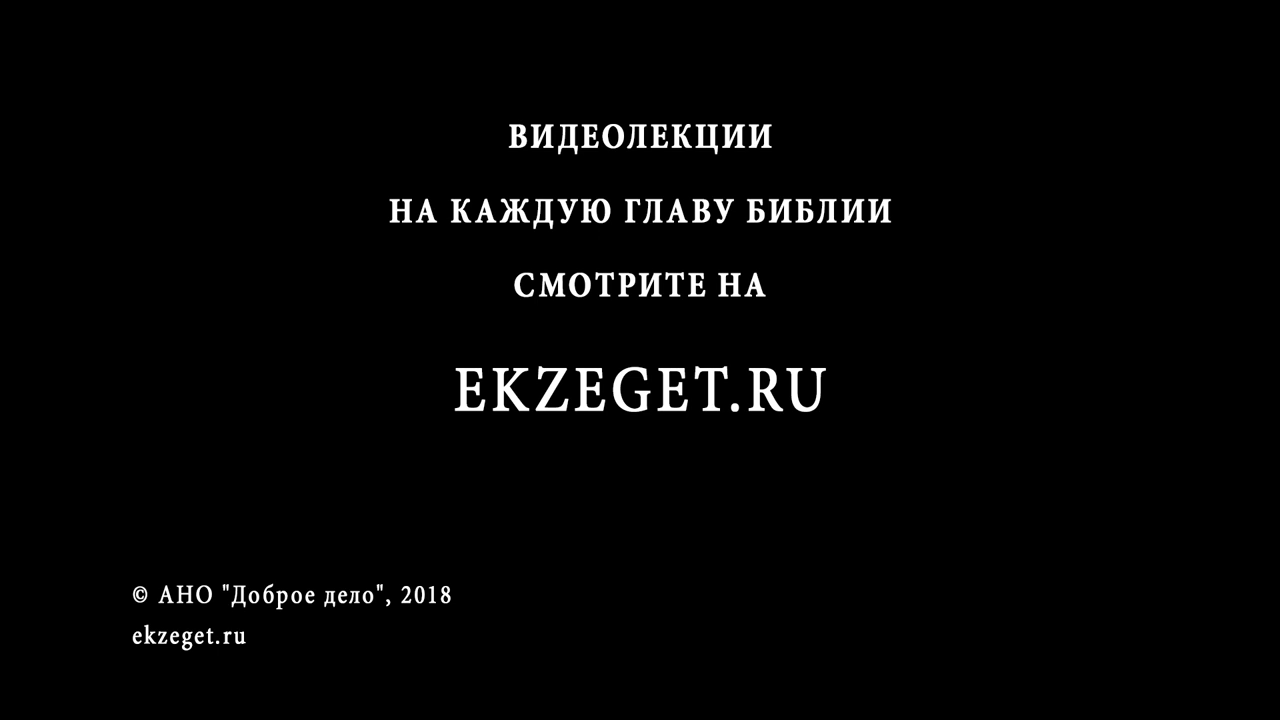 ВИДЕОЛЕКЦИИ
НА КАЖДУЮ ГЛАВУ БИБЛИИ
СМОТРИТЕ НА
EKZEGET.RU
© АНО "Доброе дело", 2018
ekzeget.ru